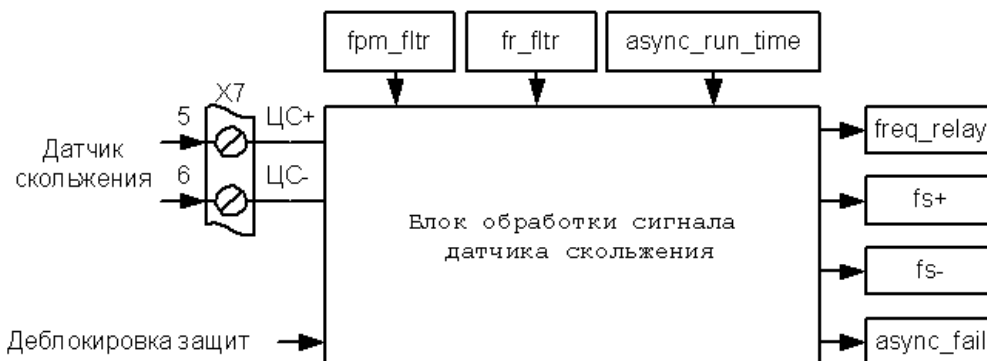 fpm_fltr
fr_fltr
async_run_time
X7
5
ЦС+
Датчик
скольжения
6
ЦС-
Блок обработки сигнала
датчика скольжения
Деблокировка защит
freq_relay
fs+
fs-
async_fail